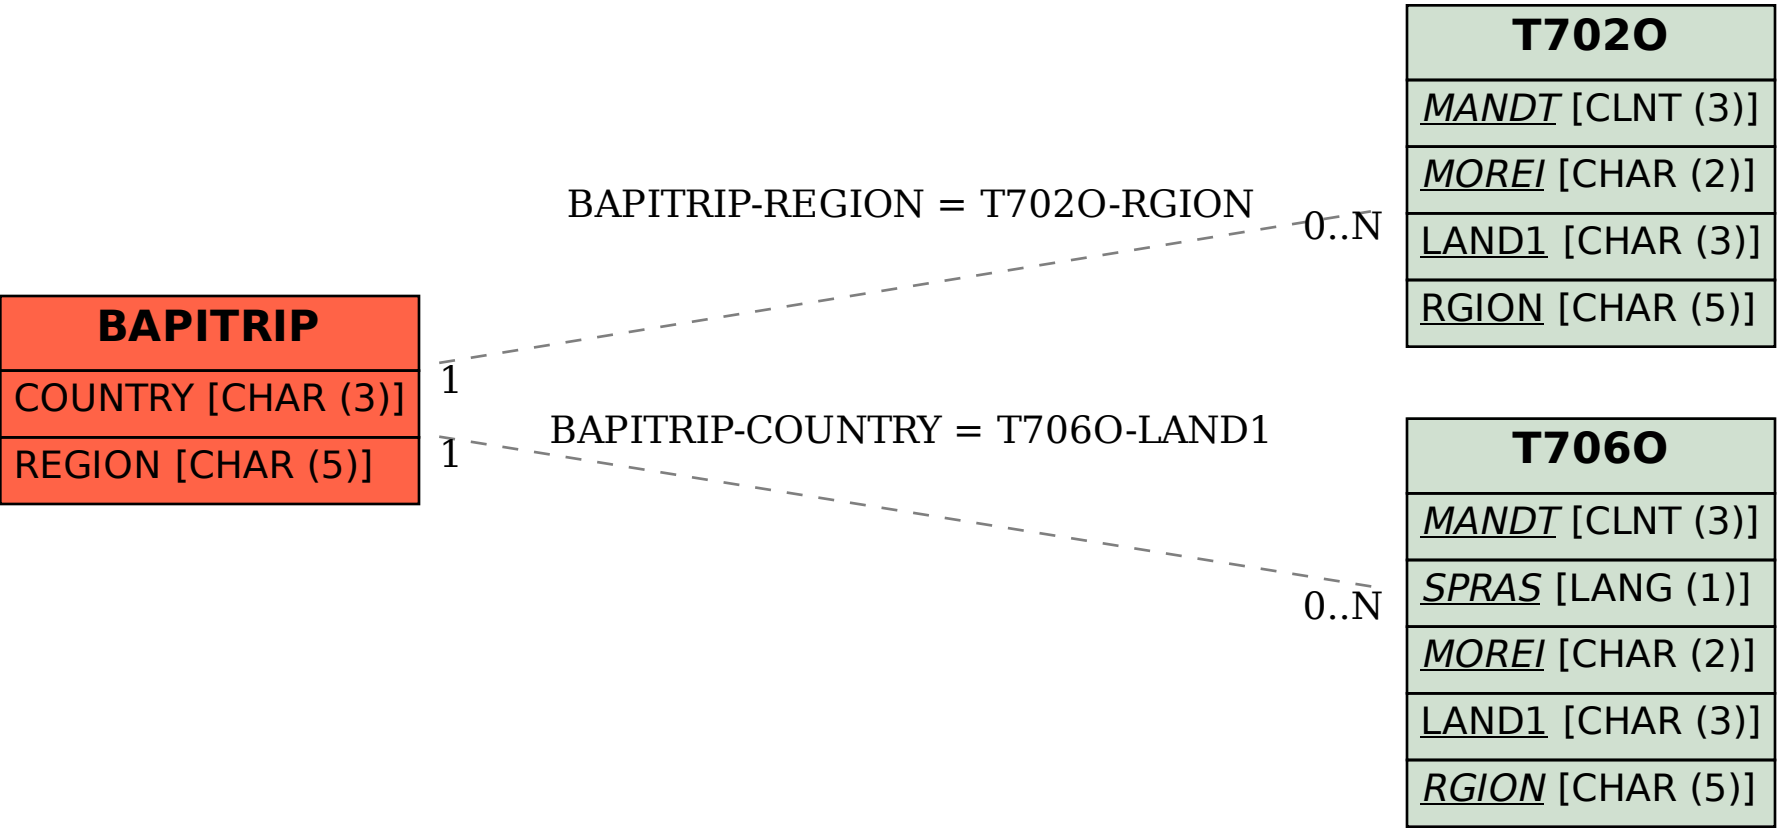 BAPITRIP
COUNTRY [CHAR (3)]
REGION [CHAR (5)]
BAPITRIP-REGION = T702O-RGION
1
0..N
BAPITRIP-COUNTRY = T706O-LAND1
1
0..N
T702O
MANDT [CLNT (3)]
MOREI [CHAR (2)]
LAND1 [CHAR (3)]
RGION [CHAR (5)]
T706O
MANDT [CLNT (3)]
SPRAS [LANG (1)]
MOREI [CHAR (2)]
LAND1 [CHAR (3)]
RGION [CHAR (5)]